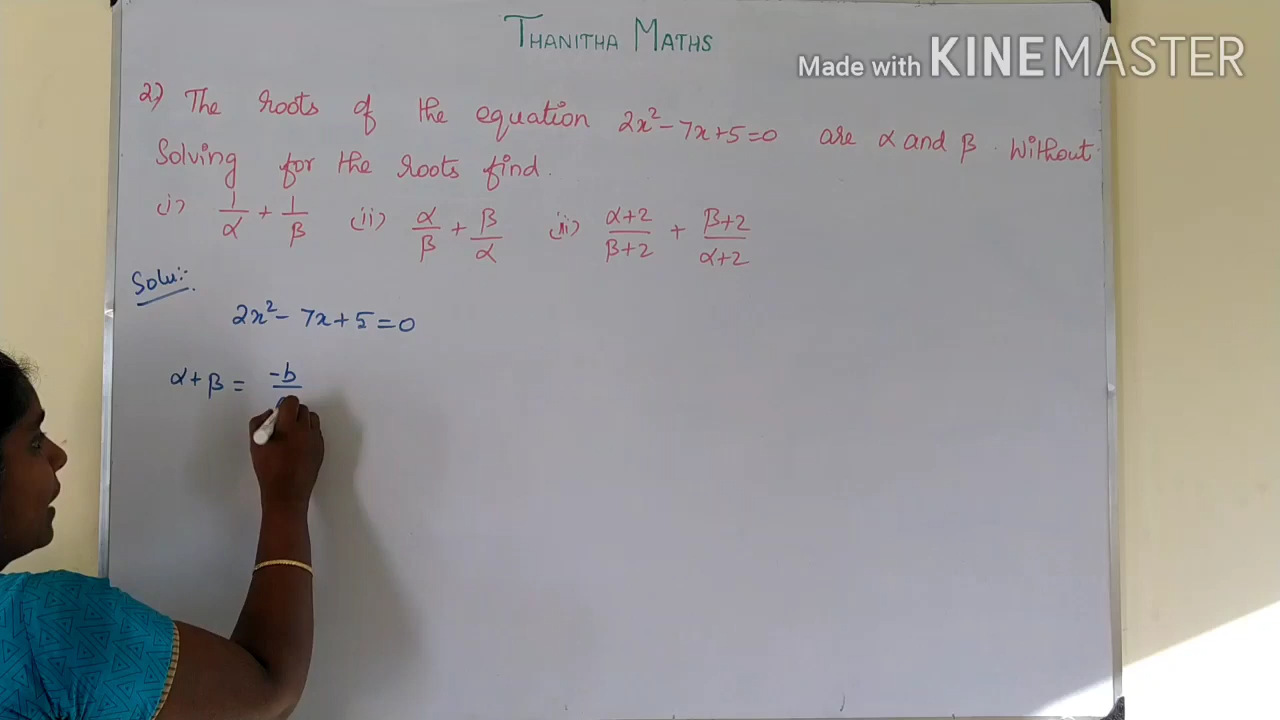 THANITHA MATHS
Made with KINEMASTER
2) The roots of the equation 2x² - 7x + 5 = 0 are α and β. Without
Solving for the roots find.
i) 1/α + 1/β ii) α/β + β/α iii) α+2/β+2 + β+2/α+2
Solu:-
2x² - 7x + 5 = 0
α + β = -b